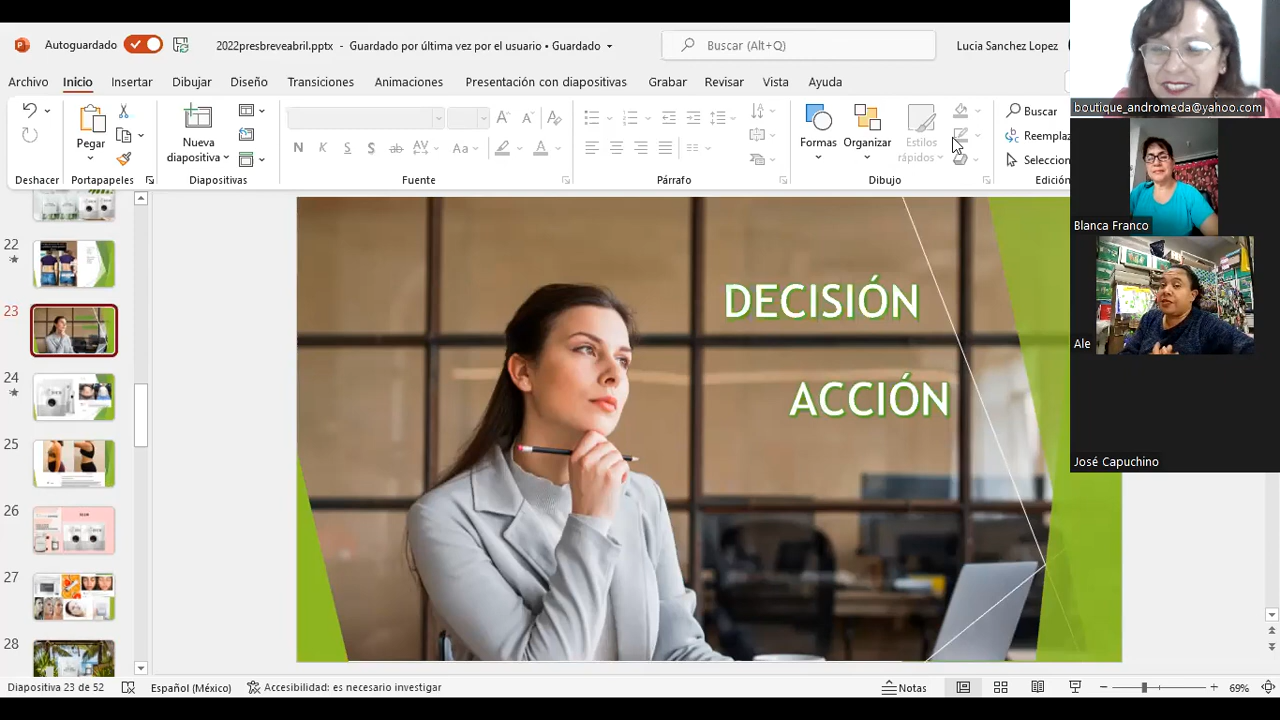 Autoguardado
2022presbreveabril.pptx • Guardado por última vez por el usuario • Guardado
Buscar (Alt+Q)
Lucia Sanchez Lopez
Archivo Inicio Insertar Dibujar Diseño Transiciones Animaciones Presentación con diapositivas Grabar Revisar Vista Ayuda
boutique_andromeda@yahoo.com
Pegar
Nueva
diapositiva
N K S S ab AV Aa A
Formas
Organizar
Estilos
rápidos
Buscar
Reemplaz
Seleccion
Deshacer Portapapeles Diapositivas Fuente Párrafo Dibujo Edición
Blanca Franco
Ale
José Capuchino
22
23
24
25
26
27
28
DECISIÓN
ACCIÓN
Diapositiva 23 de 52
Español (México)
Accesibilidad: es necesario investigar
Notas
69%